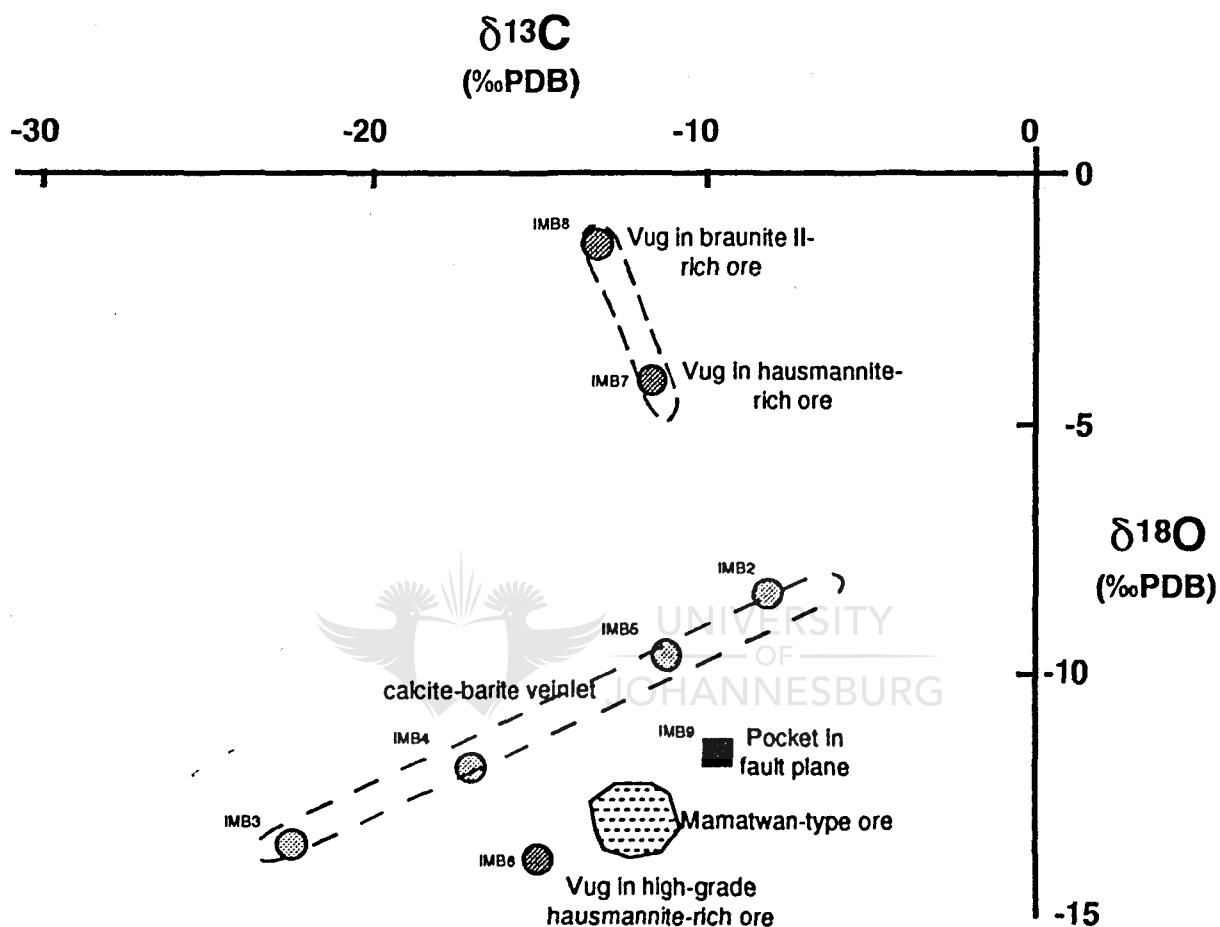 δ13C
(‰PDB)
-30 -20 -10 0
0
IMB8
Vug in braunite II-
rich ore
IMB7
Vug in hausmannite-
rich ore
-5
δ18O
(‰PDB)
IMB2
IMB5
UNIVERSITY
OF
JOHANNESBURG
-10
calcite-barite veinlet
IMB4
IMB9
Pocket in
fault plane
IMB3
Mamatwan-type ore
IMB6
Vug in high-grade
hausmannite-rich ore
-15